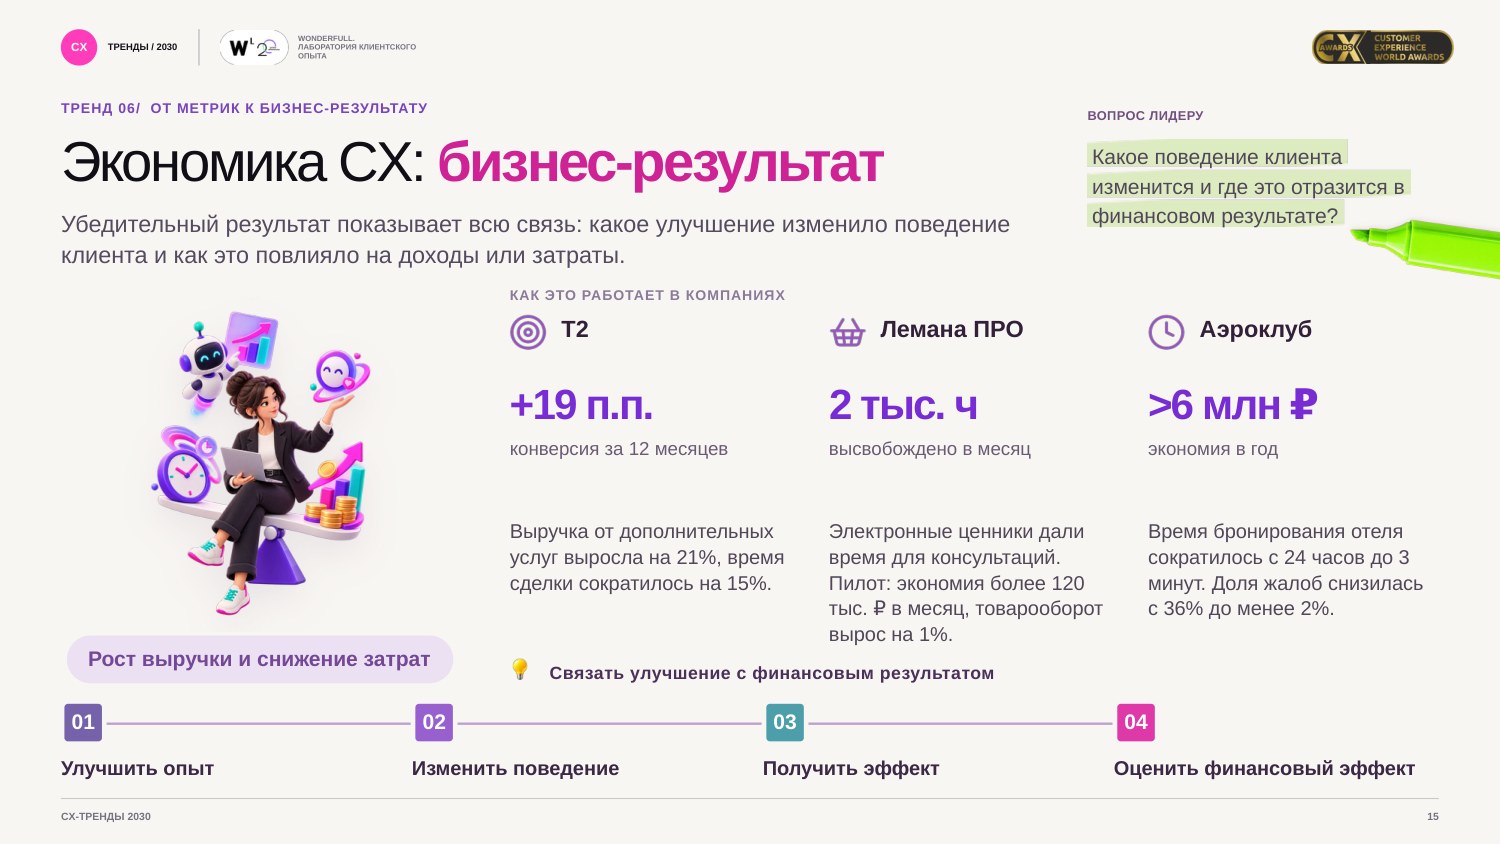 CX
ТРЕНДЫ / 2030
W L 2
WONDERFULL.
ЛАБОРАТОРИЯ КЛИЕНТСКОГО
ОПЫТА
AWARDS
CX
CUSTOMER
EXPERIENCE
WORLD AWARDS
ТРЕНД 06/ ОТ МЕТРИК К БИЗНЕС-РЕЗУЛЬТАТУ
Экономика CX: бизнес-результат
Убедительный результат показывает всю связь: какое улучшение изменило поведение
клиента и как это повлияло на доходы или затраты.
ВОПРОС ЛИДЕРУ
Какое поведение клиента
изменится и где это отразится в
финансовом результате?
КАК ЭТО РАБОТАЕТ В КОМПАНИЯХ
T2
+19 п.п.
конверсия за 12 месяцев
Выручка от дополнительных
услуг выросла на 21%, время
сделки сократилось на 15%.
Лемана ПРО
2 тыс. ч
высвобождено в месяц
Электронные ценники дали
время для консультаций.
Пилот: экономия более 120
тыс. ₽ в месяц, товарооборот
вырос на 1%.
Аэроклуб
>6 млн ₽
экономия в год
Время бронирования отеля
сократилось с 24 часов до 3
минут. Доля жалоб снизилась
с 36% до менее 2%.
Рост выручки и снижение затрат
Связать улучшение с финансовым результатом
01
Улучшить опыт
02
Изменить поведение
03
Получить эффект
04
Оценить финансовый эффект
CX-ТРЕНДЫ 2030
15